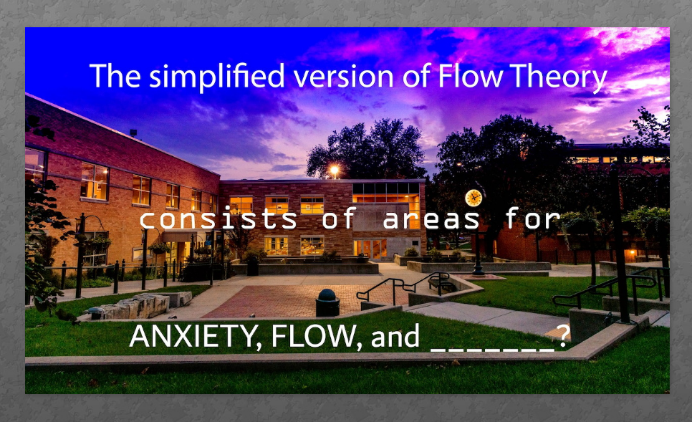 The simplified version of Flow Theory
consists of areas for
ANXIETY, FLOW, and _______?